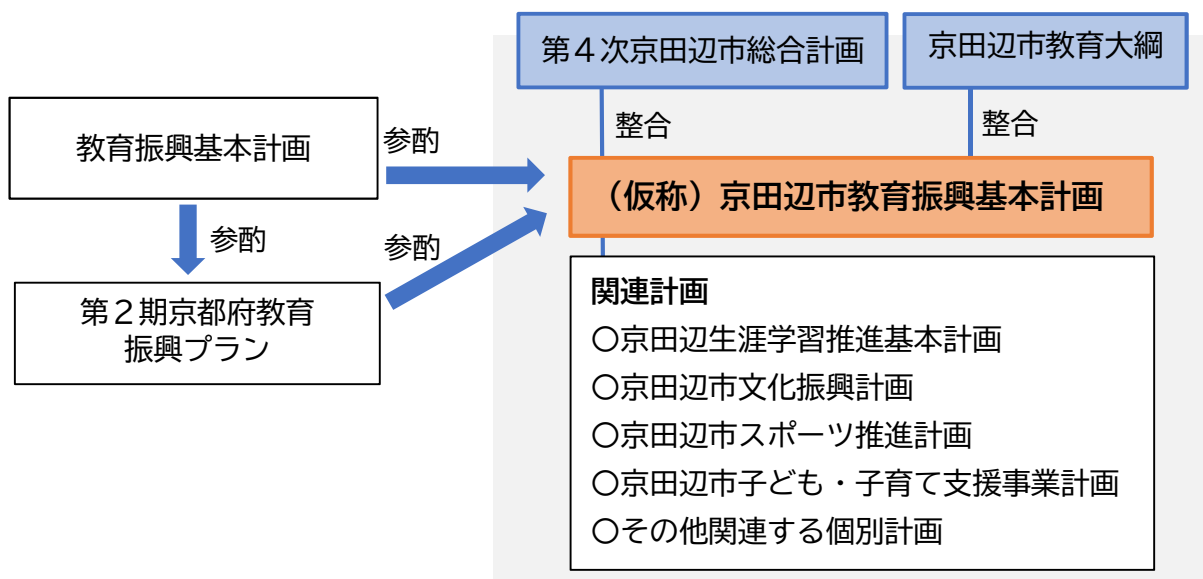 第４次京田辺市総合計画
京田辺市教育大綱
整合
整合
教育振興基本計画
参酌
（仮称）京田辺市教育振興基本計画
参酌
参酌
第２期京都府教育
振興プラン
関連計画
〇京田辺生涯学習推進基本計画
〇京田辺市文化振興計画
〇京田辺市スポーツ推進計画
〇京田辺市子ども・子育て支援事業計画
〇その他関連する個別計画